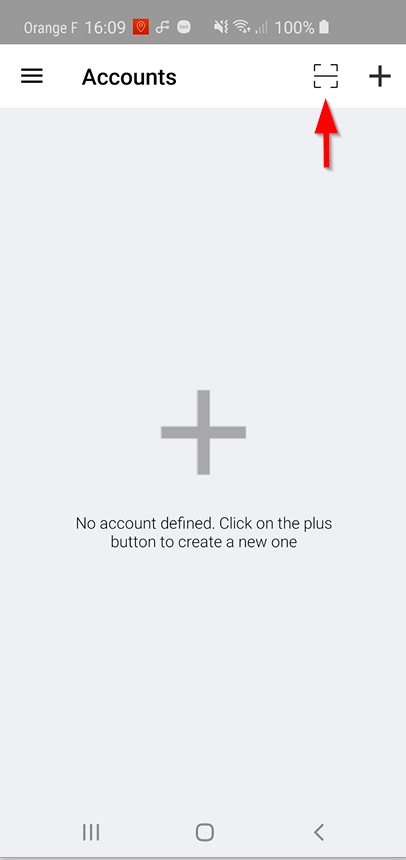 Orange F 16:09 100%
Accounts
No account defined. Click on the plus
button to create a new one